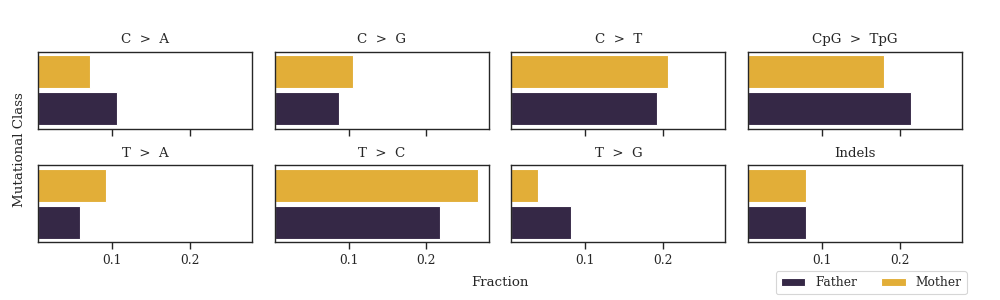 C > A
C > G
C > T
CpG > TpG
Mutational Class
T > A
T > C
T > G
Indels
0.1 0.2
0.1 0.2
0.1 0.2
0.1 0.2
Fraction
Father Mother